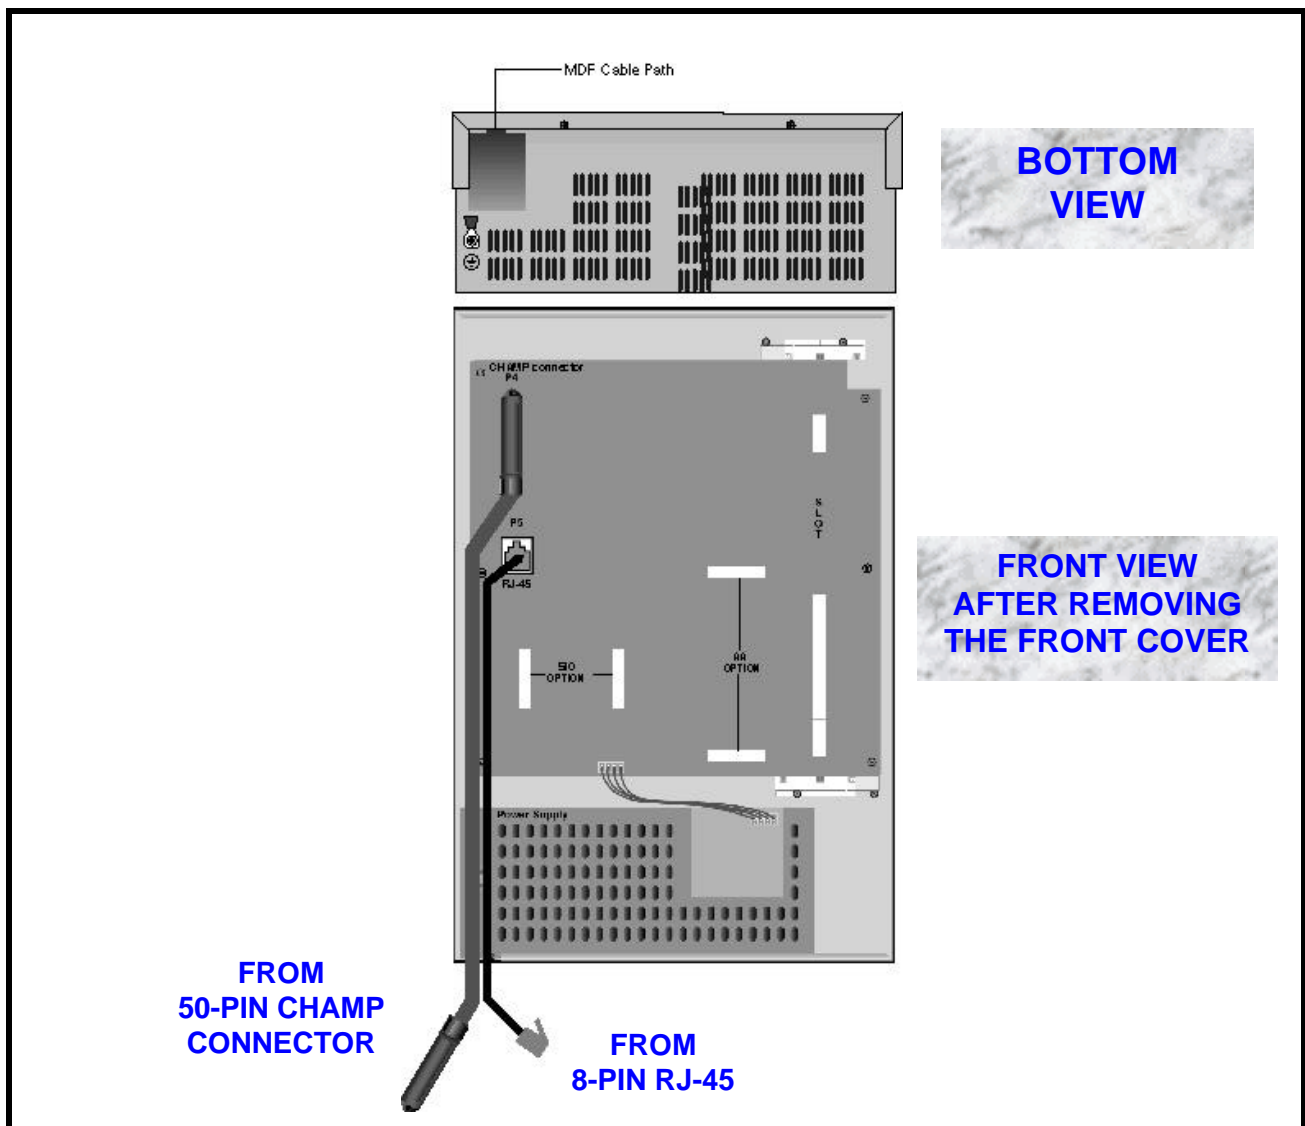 MDF Cable Path
BOTTOM
VIEW
CHAMP connector
P4
P5
RJ-45
SLOT
FRONT VIEW
AFTER REMOVING
THE FRONT COVER
SIO
OPTION
AA
OPTION
Power Supply
FROM
50-PIN CHAMP
CONNECTOR
FROM
8-PIN RJ-45